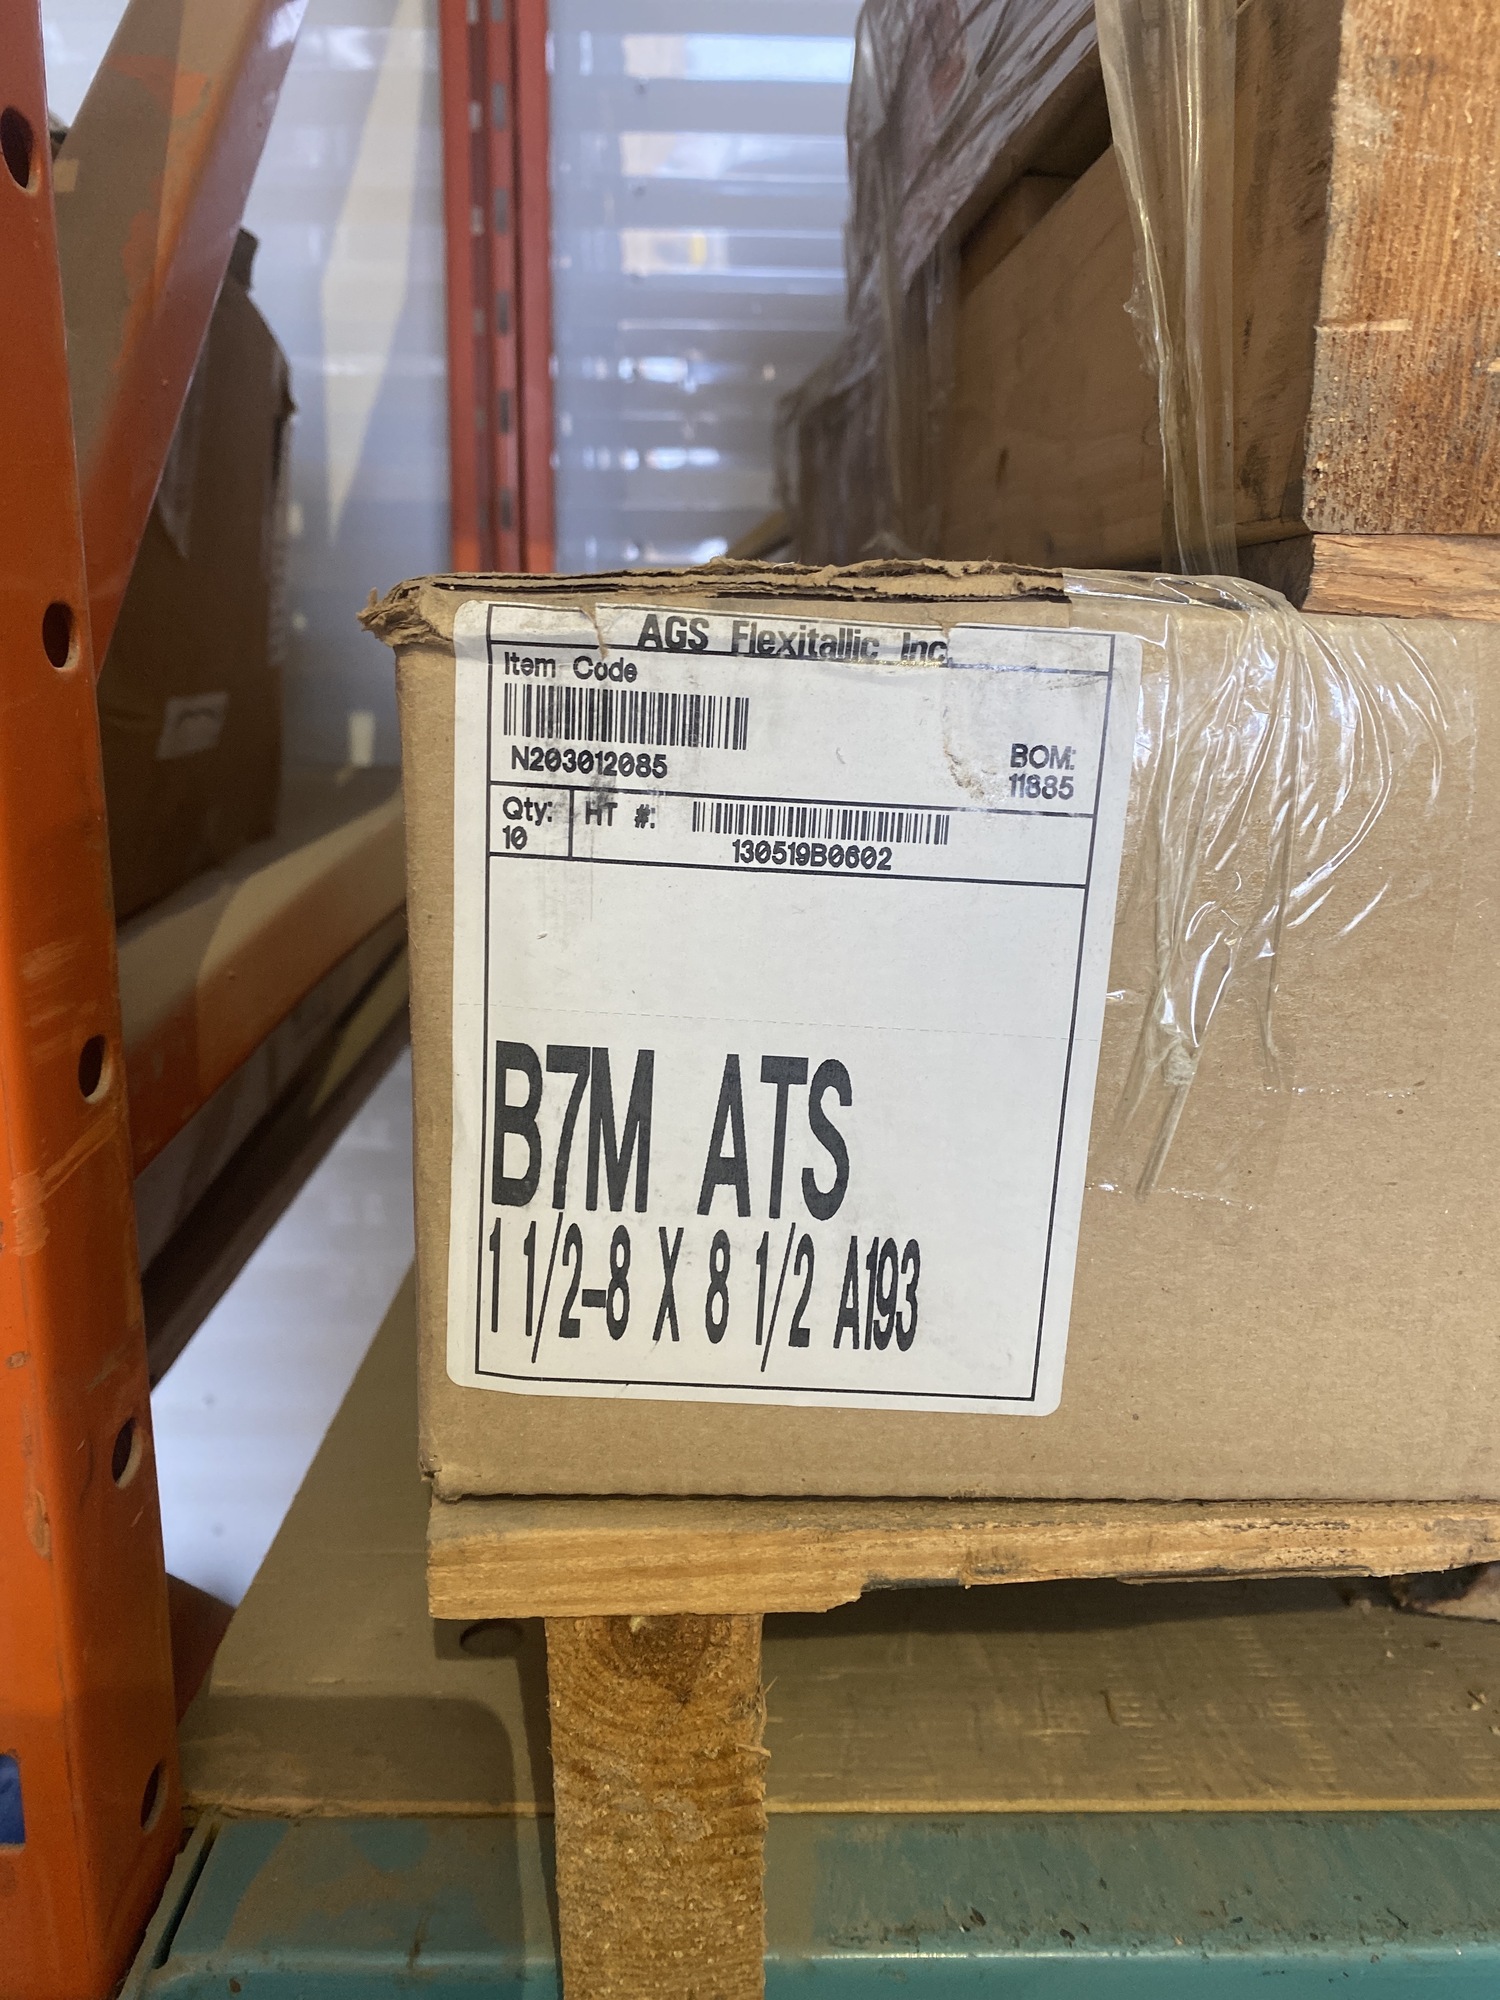 AGS Flexitallic Inc.
Item Code
N203012085
BOM:
11885
Qty:
10
HT #:
130519B0602
B7M ATS
1 1/2-8 X 8 1/2 A193